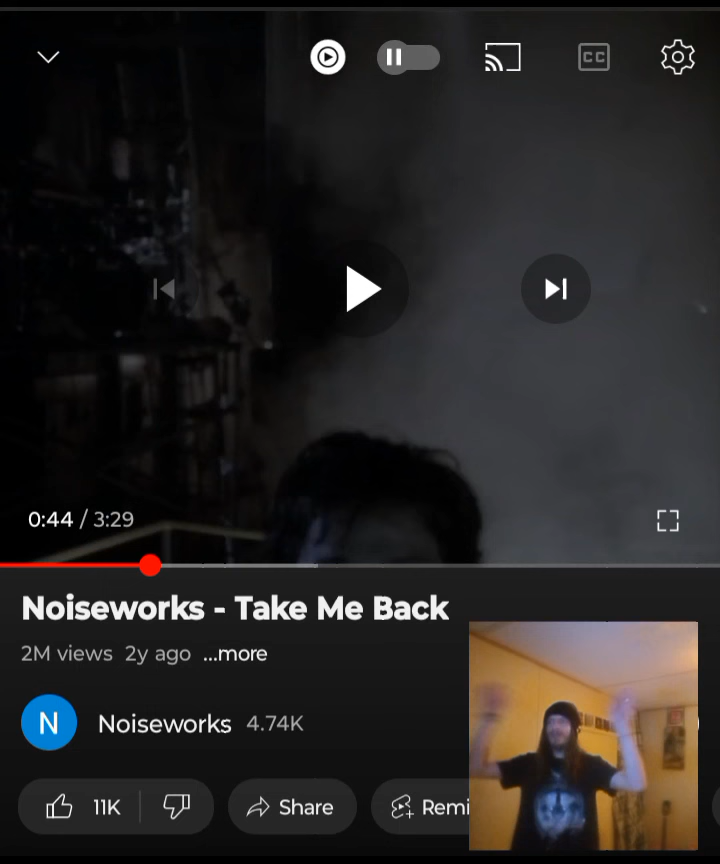 CC
0:44 / 3:29
Noiseworks - Take Me Back
2M views 2y ago ...more
N Noiseworks 4.74K
11K Share Remi